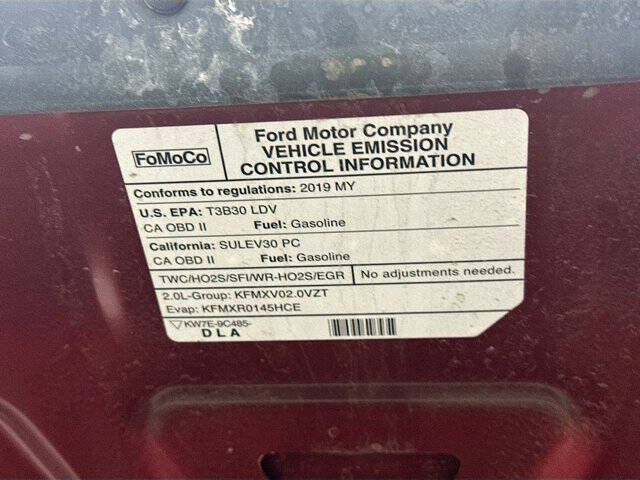 FoMoCo
Ford Motor Company
VEHICLE EMISSION
CONTROL INFORMATION
Conforms to regulations: 2019 MY
U.S. EPA: T3B30 LDV
CA OBD II Fuel: Gasoline
California: SULEV30 PC
CA OBD II Fuel: Gasoline
TWC/HO2S/SFI/WR-HO2S/EGR No adjustments needed.
2.0L-Group: KFMXV02.0VZT
Evap: KFMXR0145HCE
KW7E-9C485-
DLA